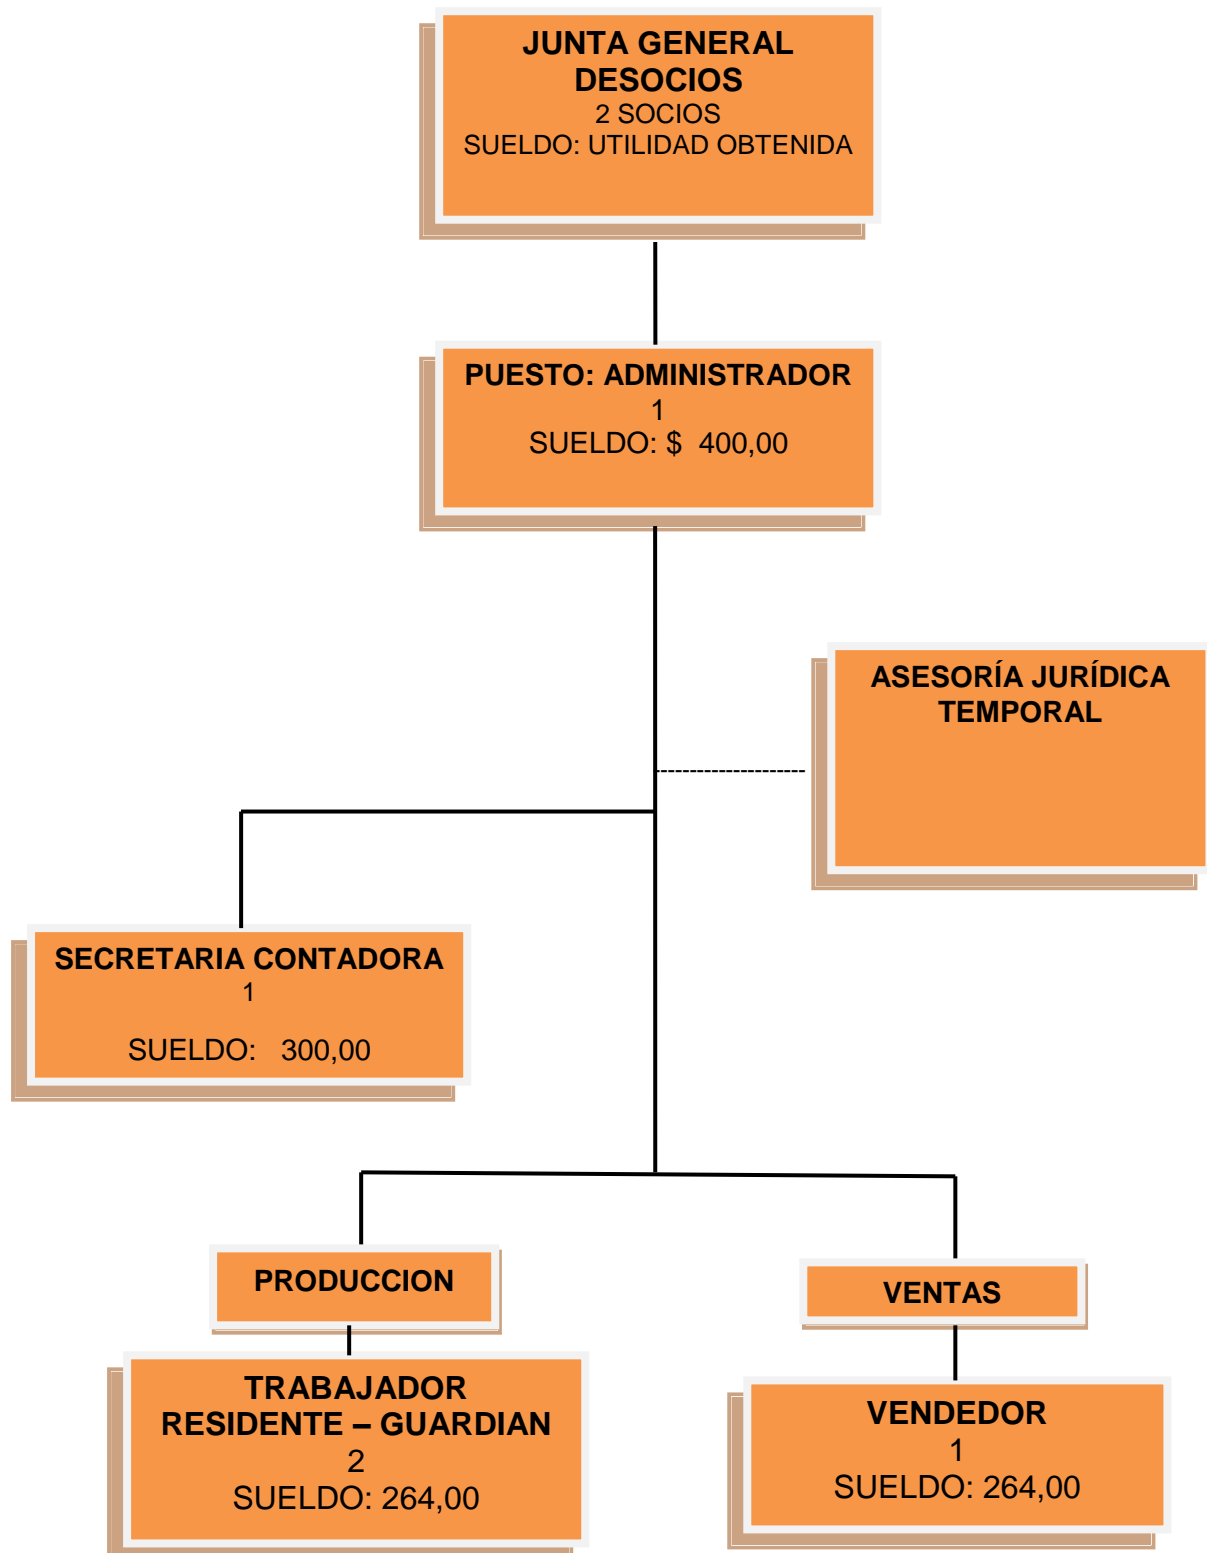 JUNTA GENERAL
DESOCIOS
2 SOCIOS
SUELDO: UTILIDAD OBTENIDA
PUESTO: ADMINISTRADOR
1
SUELDO: $  400,00
ASESORÍA JURÍDICA
TEMPORAL
SECRETARIA CONTADORA
1
SUELDO:   300,00
PRODUCCION
VENTAS
TRABAJADOR
RESIDENTE – GUARDIAN
2
SUELDO: 264,00
VENDEDOR
1
SUELDO: 264,00